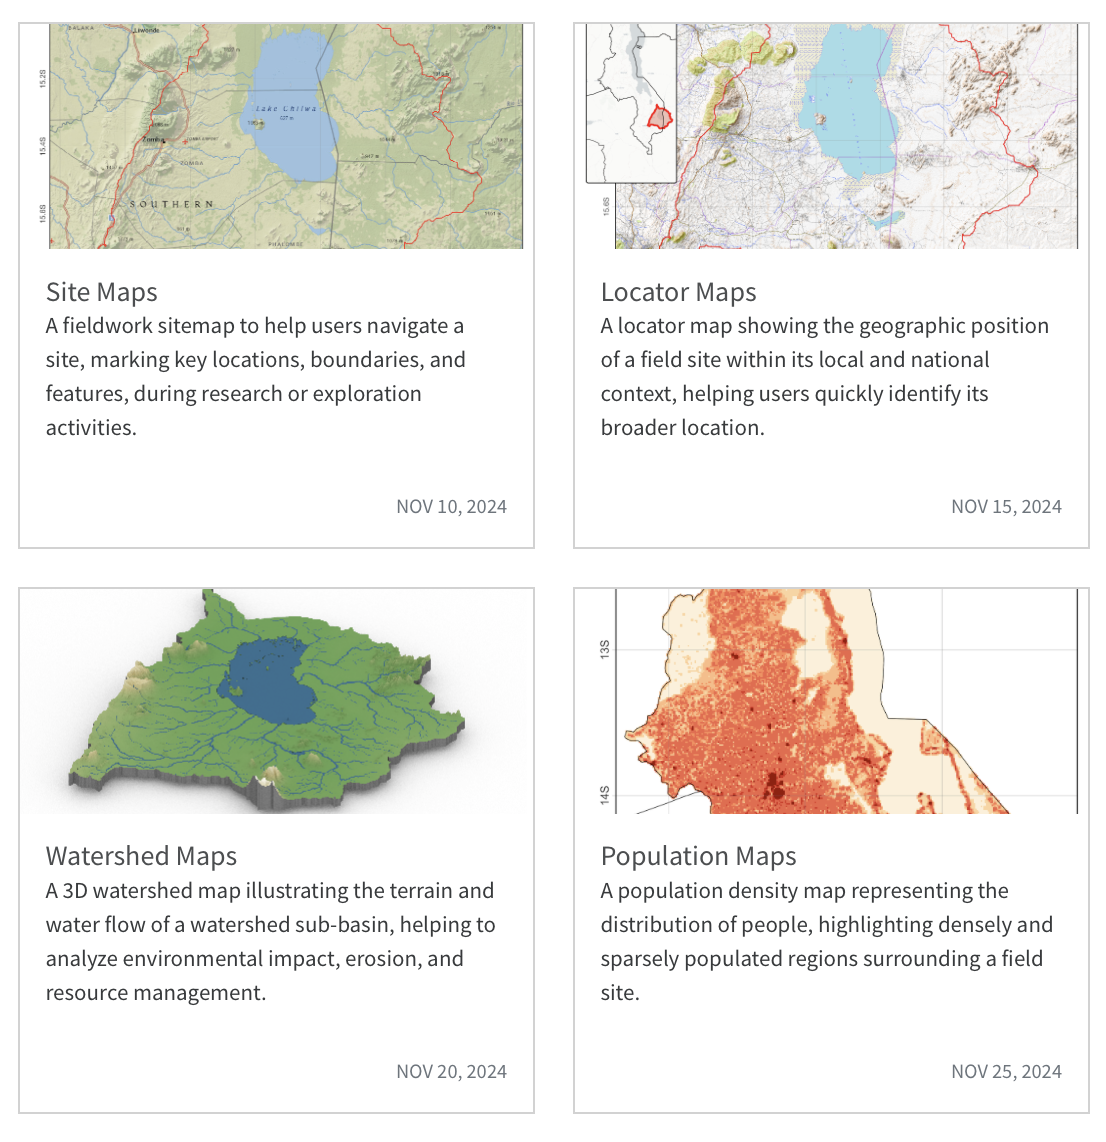 Liwonde
15.2S
Lake Chilwa
627 m
15.4S
Zomba
ZOMBA
SOUTHERN
15.6S
PHALOMBE
15.6S
Site Maps
A fieldwork sitemap to help users navigate a
site, marking key locations, boundaries, and
features, during research or exploration
activities.
NOV 10, 2024
Locator Maps
A locator map showing the geographic position
of a field site within its local and national
context, helping users quickly identify its
broader location.
NOV 15, 2024
Watershed Maps
A 3D watershed map illustrating the terrain and
water flow of a watershed sub-basin, helping to
analyze environmental impact, erosion, and
resource management.
NOV 20, 2024
13S
14S
Population Maps
A population density map representing the
distribution of people, highlighting densely and
sparsely populated regions surrounding a field
site.
NOV 25, 2024